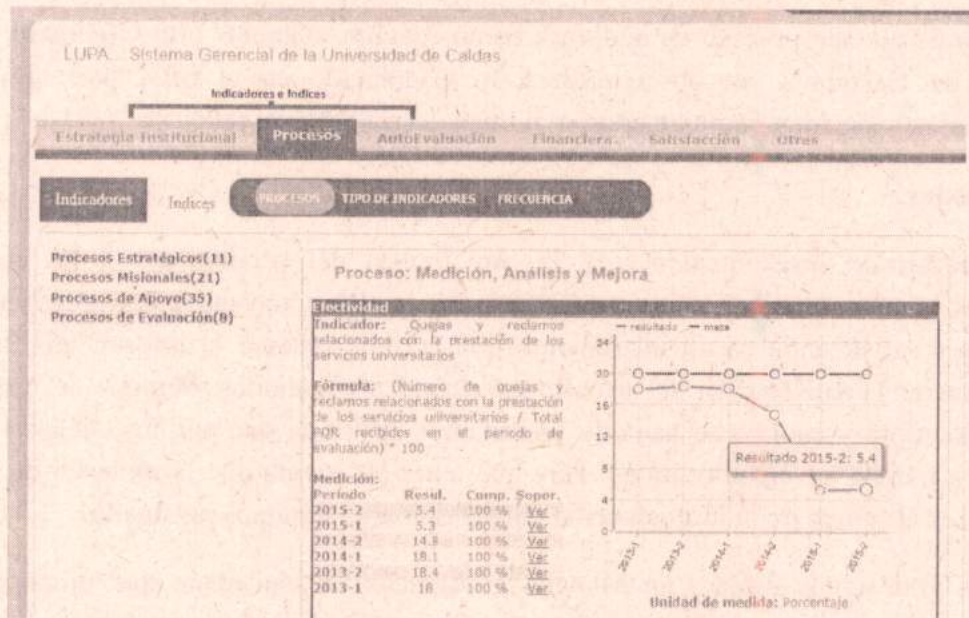 LUPA. Sistema Gerencial de la Universidad de Caldas
Indicadores e Indices
Estrategia Institucional Procesos AutoEvaluación Financiera. Satisfacción Otras
Indicadores Indices PROCESOS TIPO DE INDICADORES FRECUENCIA
Procesos Estratégicos(11)
Procesos Misionales(21)
Procesos de Apoyo(35)
Procesos de Evaluación(8)
Proceso: Medición, Análisis y Mejora
Efectividad
Indicador: Quejas y reclamos
relacionados con la prestación de los
servicios universitarios
Fórmula: (Número de quejas y
reclamos relacionados con la prestación
de los servicios universitarios / Total
PQR recibidos en el periodo de
evaluación) * 100
Medición:
Período Resul. Comp. Sopor.
2015-2 5.4 100 % Ver
2015-1 5.3 100 % Ver
2014-2 14.8 100 % Ver
2014-1 18.1 100 % Ver
2013-2 18.4 100 % Ver
2013-1 18 100 % Ver
resultado meta
24
20
16
12
8
4
0
Resultado 2015-2: 5.4
2013-1 2013-2 2014-1 2014-2 2015-1 2015-2
Unidad de medida: Porcentaje